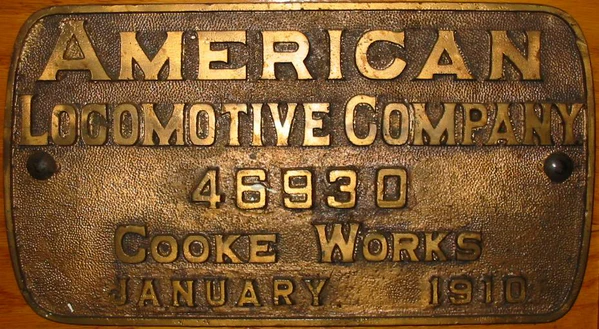 AMERICAN
LOCOMOTIVE COMPANY
46930
COOKE WORKS
JANUARY 1910